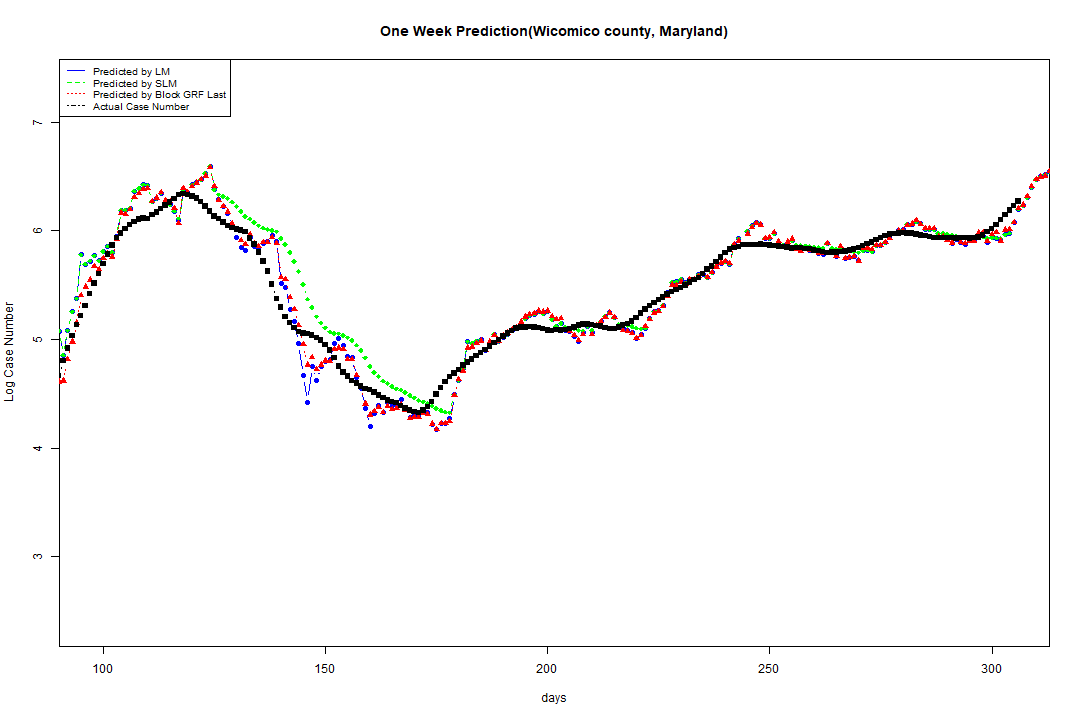 One Week Prediction(Wicomico county, Maryland)
Predicted by LM
Predicted by SLM
Predicted by Block GRF Last
Actual Case Number
7
6
5
4
3
Log Case Number
100 150 200 250 300
days